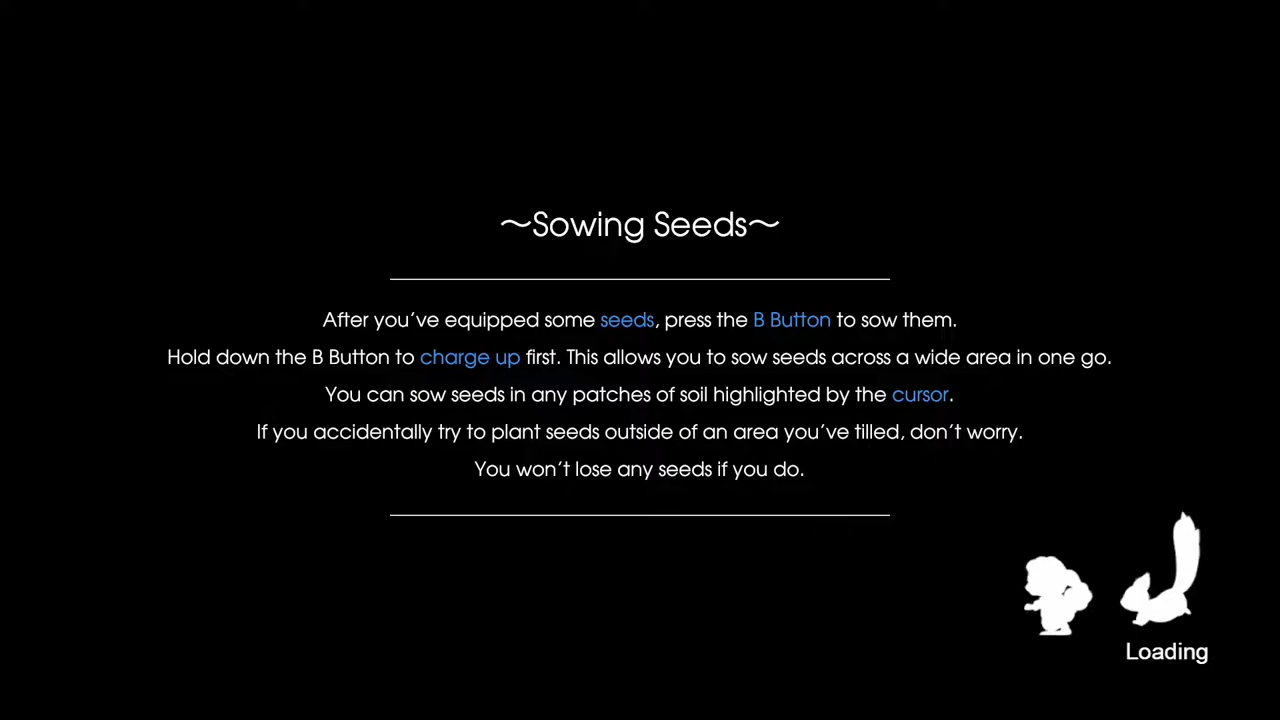 ～Sowing Seeds～
After you’ve equipped some seeds, press the B Button to sow them.
Hold down the B Button to charge up first. This allows you to sow seeds across a wide area in one go.
You can sow seeds in any patches of soil highlighted by the cursor.
If you accidentally try to plant seeds outside of an area you’ve tilled, don’t worry.
You won’t lose any seeds if you do.
Loading